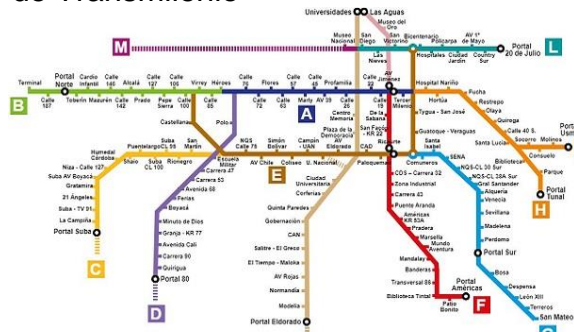 de Transmilenio
Universidades
Las Aguas
Museo del Oro
Museo Nacional
San Diego
San Victorino
Las Nieves
Bicentenario
Policarpa
AV 1° de Mayo
Hospitales
Ciudad Jardín
Country Sur
Portal 20 de Julio
M
L
Terminal
Calle 187
Portal Norte
Toberín
Cardio Infantil
Mazurén
Calle 146
Calle 142
Alcalá
Prado
Calle 127
Pepe Sierra
Calle 106
Calle 100
Virrey
Calle 85
Héroes
B
Calle 76
Calle 72
Flores
Calle 63
Calle 57
Marly
Calle 45
AV 39
Profamilia
Calle 26
Calle 22
Calle 19
AV Jiménez
Tercer Milenio
A
Hospital Nariño
Hortúa
Fucha
Restrepo
Olaya
Quiroga
Calle 40 S.
Santa Lucía
Socorro
Molinos
Consuelo
Biblioteca
Parque
Portal Tunal
H
Castellana
Polo
Escuela Militar
NQS Calle 75
AV Chile
Simón Bolívar
Coliseo
Campín - UAN
U. Nacional
AV Eldorado
CAD
Paloquemao
Ricaurte
Comuneros
Santa Isabel
E
Centro Memoria
Plaza de la Democracia
De la Sabana
San Façon - KR 22
Tygua - San José
Guatoque - Veraguas
Ciudad Universitaria
Corferias
Quinta Paredes
Gobernación
CAN
Salitre - El Greco
El Tiempo - Maloka
AV Rojas
Normandía
Modelia
Portal Eldorado
Humedal Córdoba
Niza - Calle 127
Suba AV Boyacá
Gratamira
21 Ángeles
Suba - TV 91
La Campiña
Portal Suba
Shaio
Puentelargo
Suba CL 100
Suba 95
Rionegro
San Martín
C
Carrera 47
Carrera 53
Avenida 68
Ferias
Boyacá
Minuto de Dios
Granja - KR 77
Avenida Cali
Carrera 90
Quirigua
Portal 80
D
CDS - Carrera 32
Zona Industrial
Carrera 43
Puente Aranda
Américas KR 53A
Pradera
Marsella
Mundo Aventura
Mandalay
Banderas
Transversal 86
Biblioteca Tintal
Patio Bonito
Portal Américas
F
SENA
NQS-CL 30 Sur
NQS-CL 38A Sur
Gral Santander
Alquería
Venecia
Sevillana
Madelena
Perdomo
Portal Sur
Bosa
Despensa
León XIII
Terreros
San Mateo